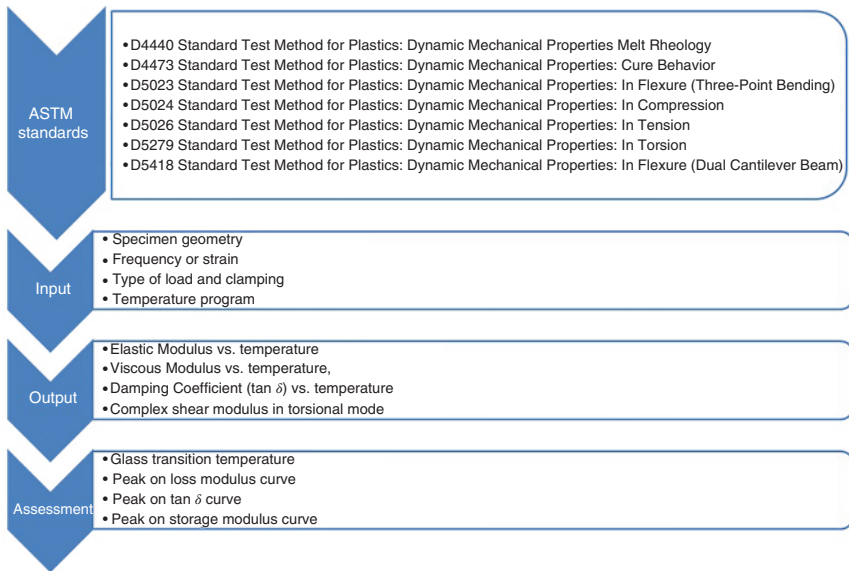 ASTM
standards
• D4440 Standard Test Method for Plastics: Dynamic Mechanical Properties Melt Rheology
• D4473 Standard Test Method for Plastics: Dynamic Mechanical Properties: Cure Behavior
• D5023 Standard Test Method for Plastics: Dynamic Mechanical Properties: In Flexure (Three-Point Bending)
• D5024 Standard Test Method for Plastics: Dynamic Mechanical Properties: In Compression
• D5026 Standard Test Method for Plastics: Dynamic Mechanical Properties: In Tension
• D5279 Standard Test Method for Plastics: Dynamic Mechanical Properties: In Torsion
• D5418 Standard Test Method for Plastics: Dynamic Mechanical Properties: In Flexure (Dual Cantilever Beam)
Input
• Specimen geometry
• Frequency or strain
• Type of load and clamping
• Temperature program
Output
• Elastic Modulus vs. temperature
• Viscous Modulus vs. temperature,
• Damping Coefficient (tan δ) vs. temperature
• Complex shear modulus in torsional mode
Assessment
• Glass transition temperature
• Peak on loss modulus curve
• Peak on tan δ curve
• Peak on storage modulus curve